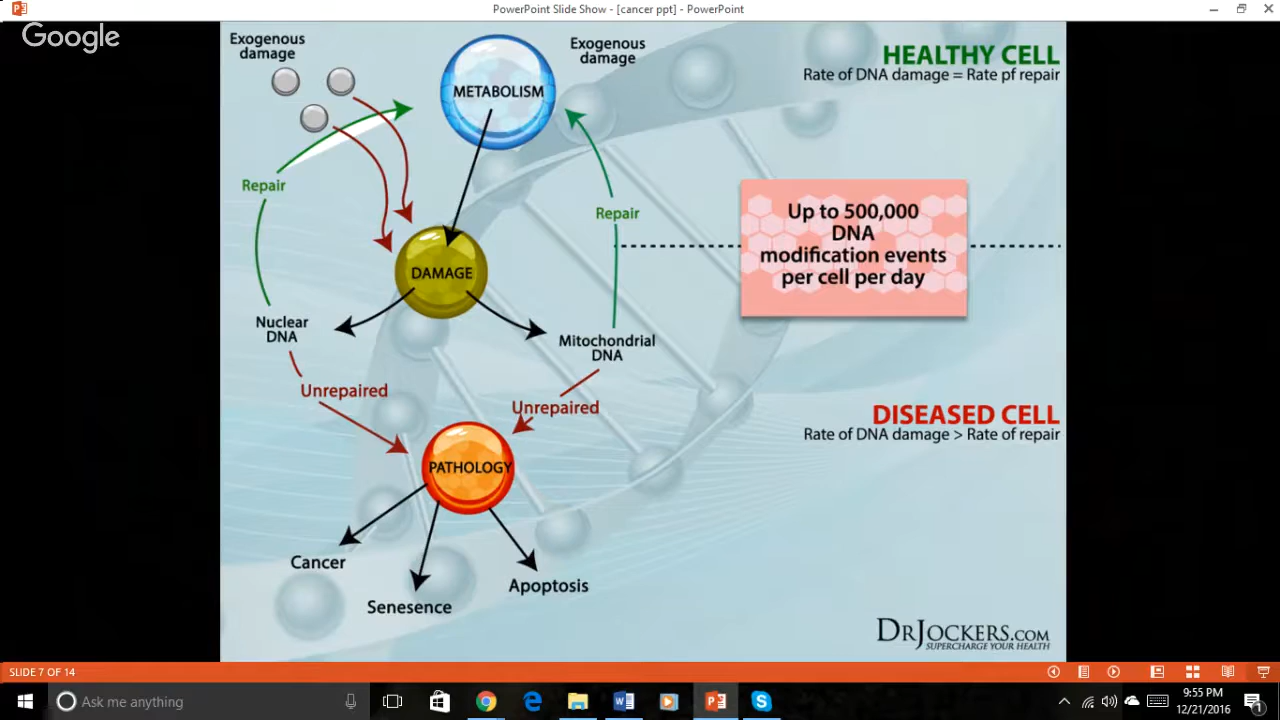 PowerPoint Slide Show - [cancer ppt] - PowerPoint
Google
Exogenous
damage
METABOLISM
Exogenous
damage
HEALTHY CELL
Rate of DNA damage = Rate pf repair
Repair
Repair
Up to 500,000
DNA
modification events
per cell per day
DAMAGE
Nuclear
DNA
Mitochondrial
DNA
Unrepaired
Unrepaired
DISEASED CELL
Rate of DNA damage > Rate of repair
PATHOLOGY
Cancer
Senesence
Apoptosis
DRJOCKERS.COM
SUPERCHARGE YOUR HEALTH
SLIDE 7 OF 14
Ask me anything
9:55 PM
12/21/2016
1